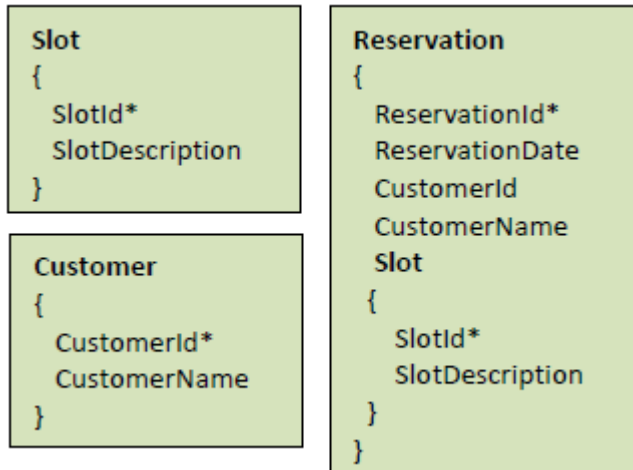 Slot
{
SlotId*
SlotDescription
}
Customer
{
CustomerId*
CustomerName
}
Reservation
{
ReservationId*
ReservationDate
CustomerId
CustomerName
Slot
{
SlotId*
SlotDescription
}
}